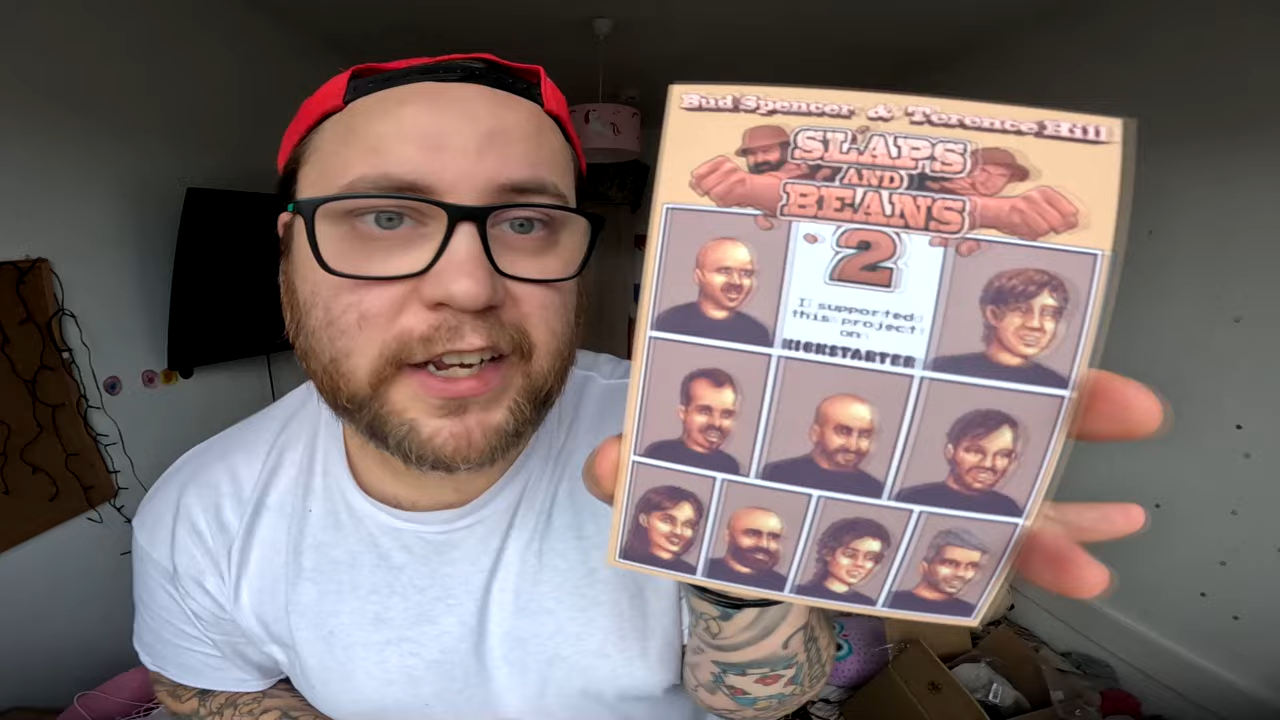 Bud Spencer & Terence Hill
SLAPS
AND
BEANS
2
I supported
this project
on
KICKSTARTER